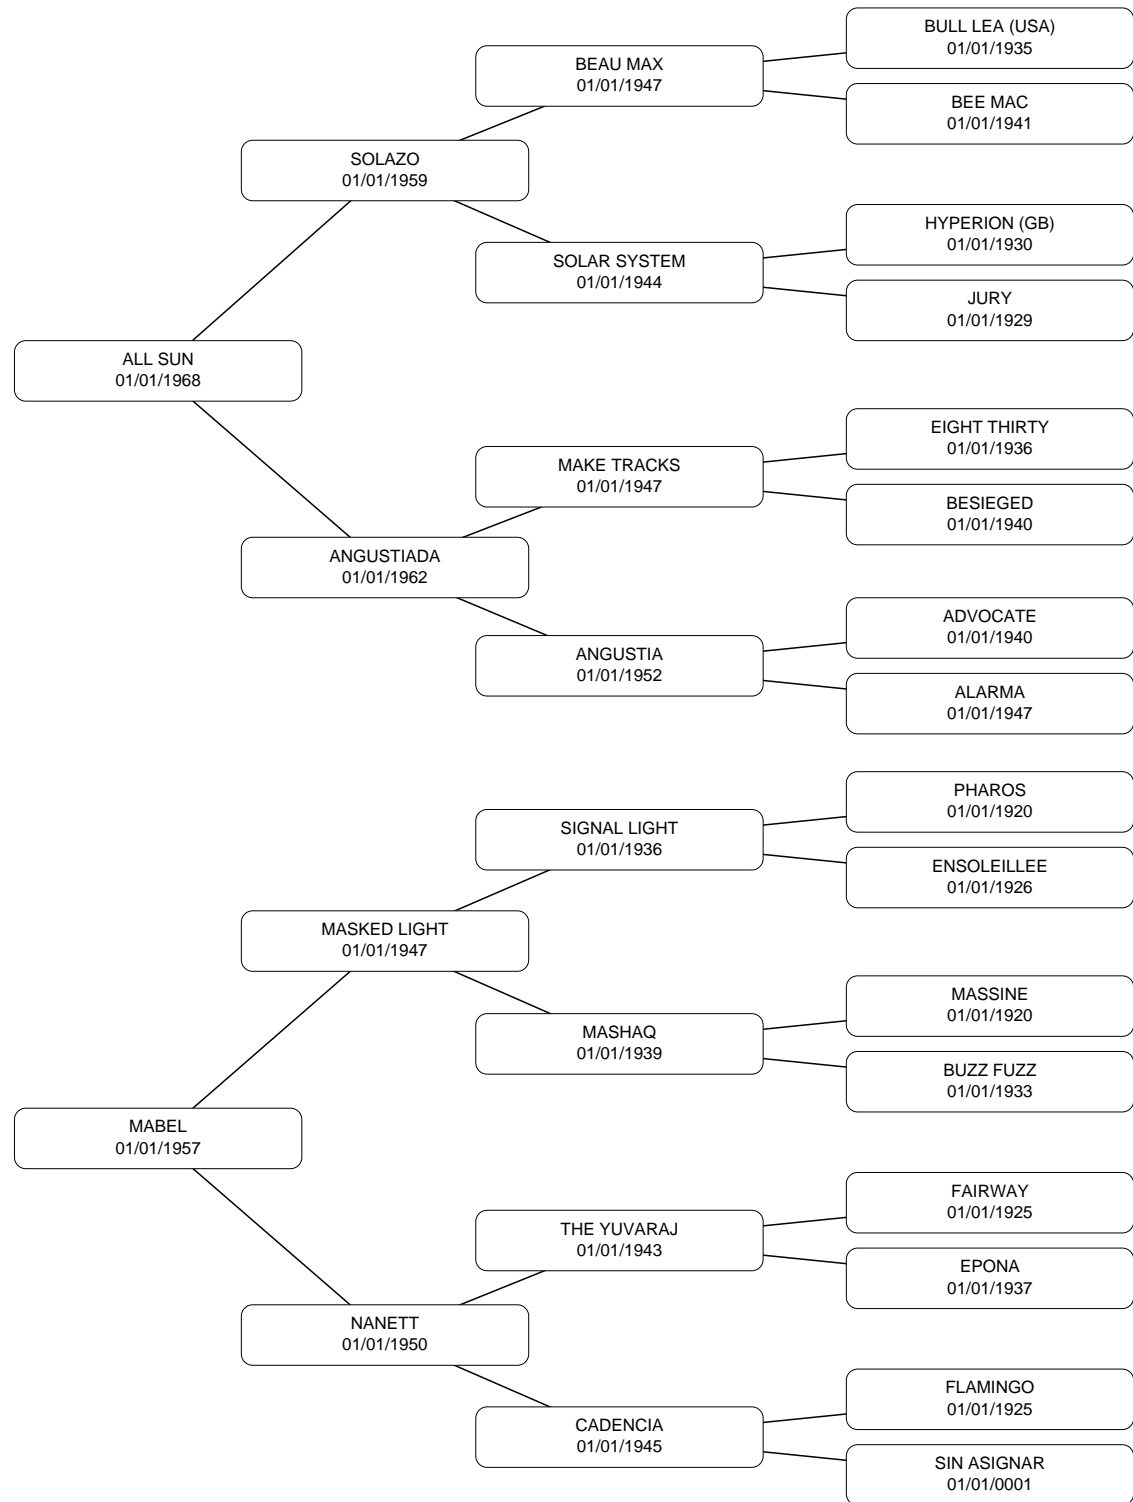 BULL LEA (USA)
01/01/1935
BEAU MAX
01/01/1947
BEE MAC
01/01/1941
SOLAZO
01/01/1959
HYPERION (GB)
01/01/1930
SOLAR SYSTEM
01/01/1944
JURY
01/01/1929
ALL SUN
01/01/1968
EIGHT THIRTY
01/01/1936
MAKE TRACKS
01/01/1947
BESIEGED
01/01/1940
ANGUSTIADA
01/01/1962
ADVOCATE
01/01/1940
ANGUSTIA
01/01/1952
ALARMA
01/01/1947
PHAROS
01/01/1920
SIGNAL LIGHT
01/01/1936
ENSOLEILLEE
01/01/1926
MASKED LIGHT
01/01/1947
MASSINE
01/01/1920
MASHAQ
01/01/1939
BUZZ FUZZ
01/01/1933
MABEL
01/01/1957
FAIRWAY
01/01/1925
THE YUVARAJ
01/01/1943
EPONA
01/01/1937
NANETT
01/01/1950
FLAMINGO
01/01/1925
CADENCIA
01/01/1945
SIN ASIGNAR
01/01/0001